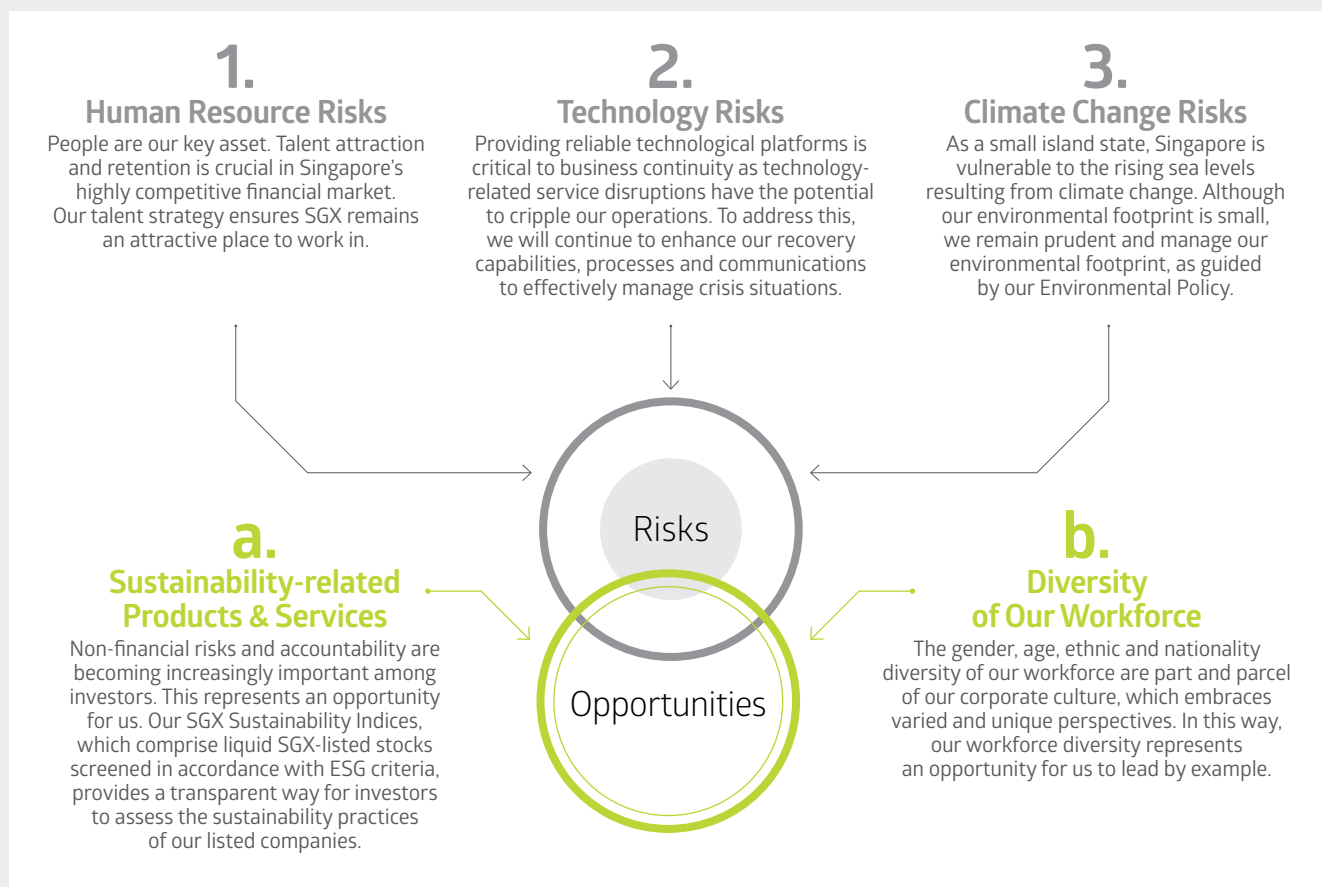 1.
Human Resource Risks
People are our key asset. Talent attraction
and retention is crucial in Singapore's
highly competitive financial market.
Our talent strategy ensures SGX remains
an attractive place to work in.
2.
Technology Risks
Providing reliable technological platforms is
critical to business continuity as technology-
related service disruptions have the potential
to cripple our operations. To address this,
we will continue to enhance our recovery
capabilities, processes and communications
to effectively manage crisis situations.
3.
Climate Change Risks
As a small island state, Singapore is
vulnerable to the rising sea levels
resulting from climate change. Although
our environmental footprint is small,
we remain prudent and manage our
environmental footprint, as guided
by our Environmental Policy.
Risks
Opportunities
a.
Sustainability-related
Products & Services
Non-financial risks and accountability are
becoming increasingly important among
investors. This represents an opportunity
for us. Our SGX Sustainability Indices,
which comprise liquid SGX-listed stocks
screened in accordance with ESG criteria,
provides a transparent way for investors
to assess the sustainability practices
of our listed companies.
b.
Diversity
of Our Workforce
The gender, age, ethnic and nationality
diversity of our workforce are part and parcel
of our corporate culture, which embraces
varied and unique perspectives. In this way,
our workforce diversity represents
an opportunity for us to lead by example.